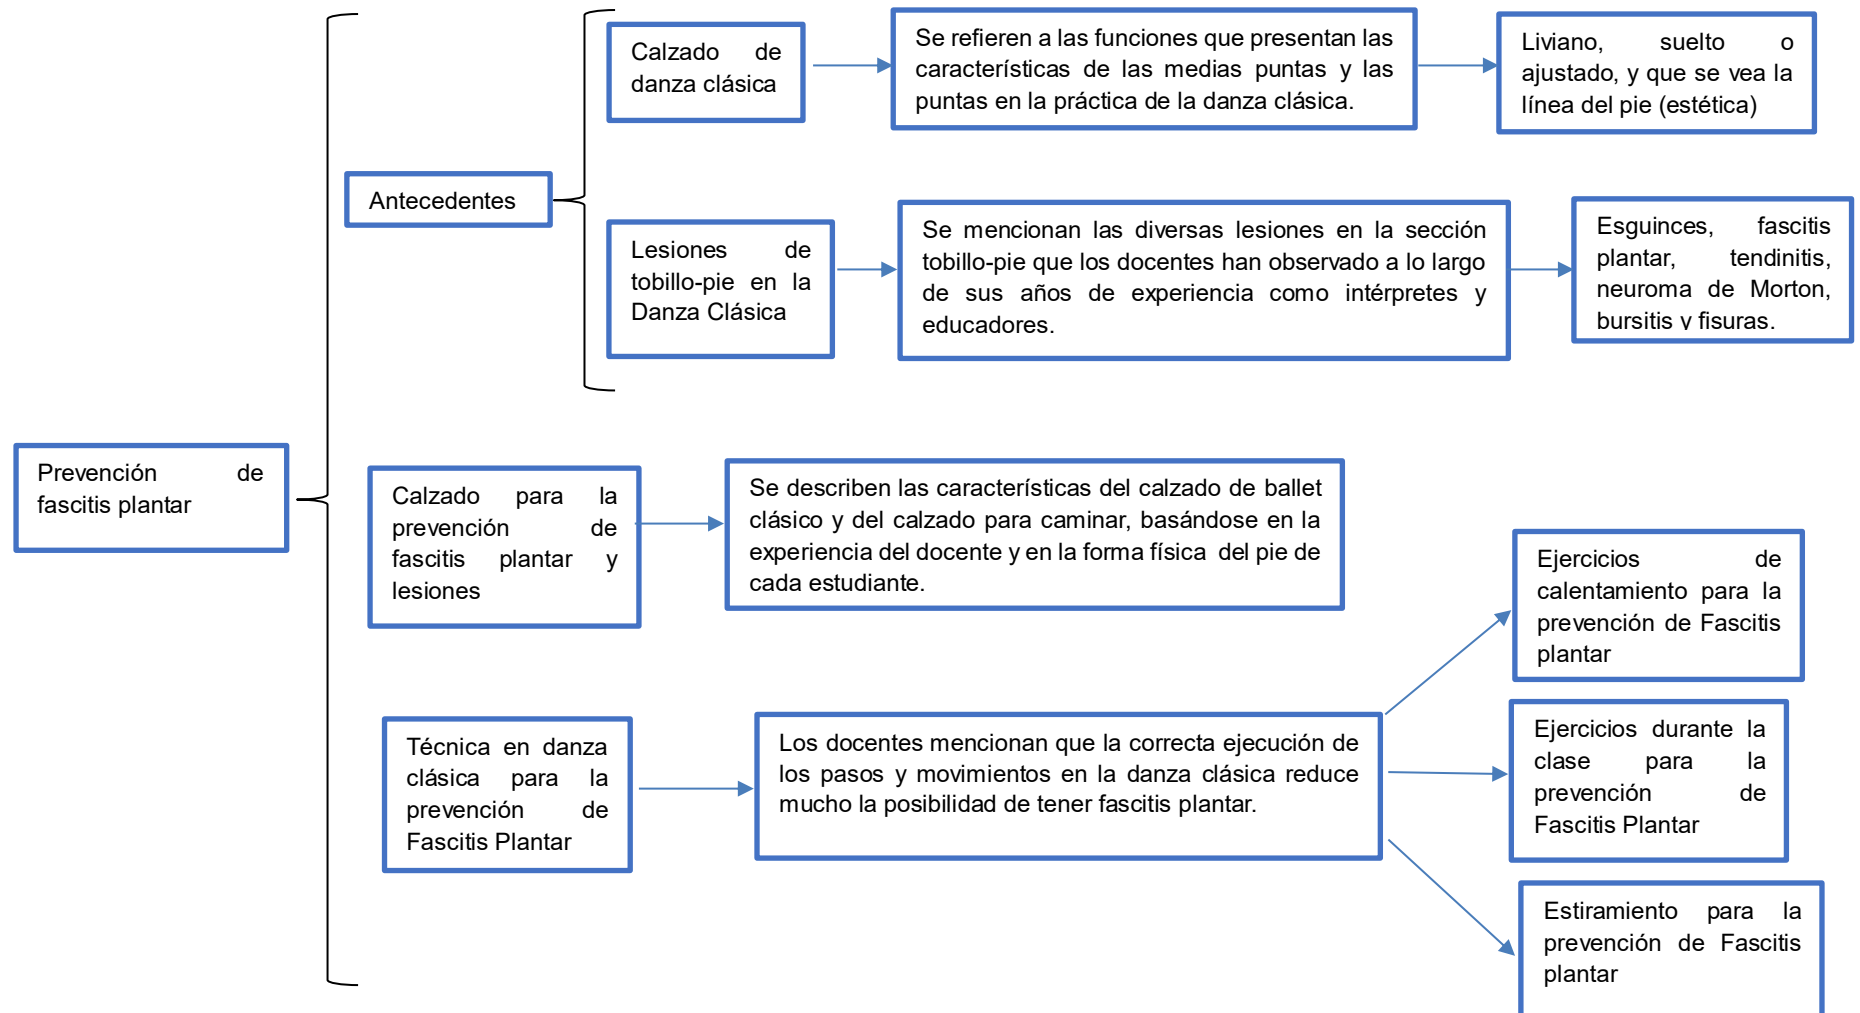 Calzado de
danza clásica
Se refieren a las funciones que presentan las
características de las medias puntas y las
puntas en la práctica de la danza clásica.
Liviano, suelto o
ajustado, y que se vea la
línea del pie (estética)
Antecedentes
Lesiones de
tobillo-pie en la
Danza Clásica
Se mencionan las diversas lesiones en la sección
tobillo-pie que los docentes han observado a lo largo
de sus años de experiencia como intérpretes y
educadores.
Esguinces, fascitis
plantar, tendinitis,
neuroma de Morton,
bursitis y fisuras.
Prevención de
fascitis plantar
Calzado para la
prevención de
fascitis plantar y
lesiones
Se describen las características del calzado de ballet
clásico y del calzado para caminar, basándose en la
experiencia del docente y en la forma física del pie de
cada estudiante.
Técnica en danza
clásica para la
prevención de
Fascitis Plantar
Los docentes mencionan que la correcta ejecución de
los pasos y movimientos en la danza clásica reduce
mucho la posibilidad de tener fascitis plantar.
Ejercicios de
calentamiento para la
prevención de Fascitis
plantar
Ejercicios durante la
clase para la
prevención de
Fascitis Plantar
Estiramiento para la
prevención de Fascitis
plantar